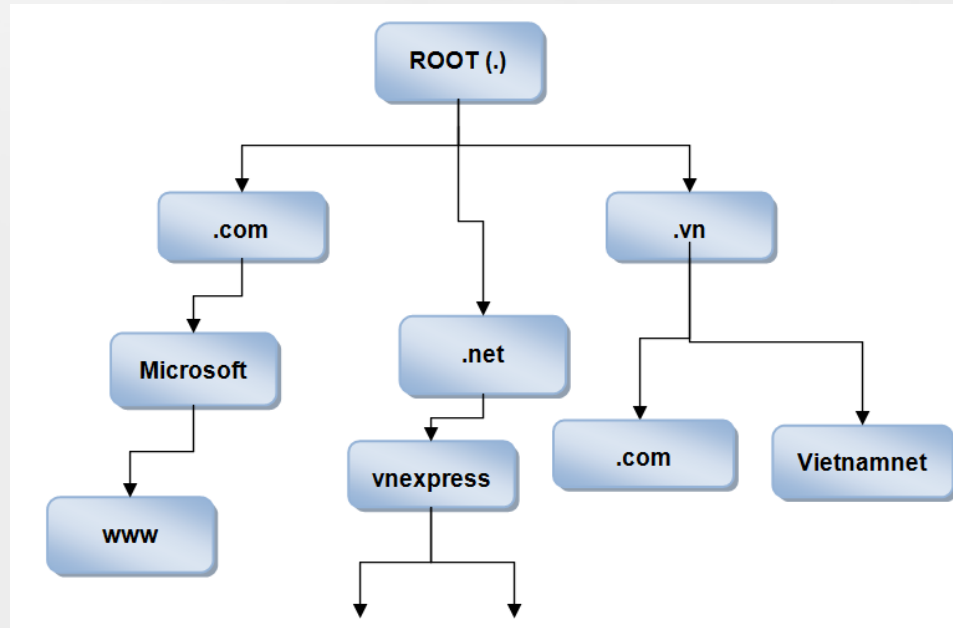 ROOT (.)
.com
.vn
.net
Microsoft
.com
Vietnamnet
vnexpress
www